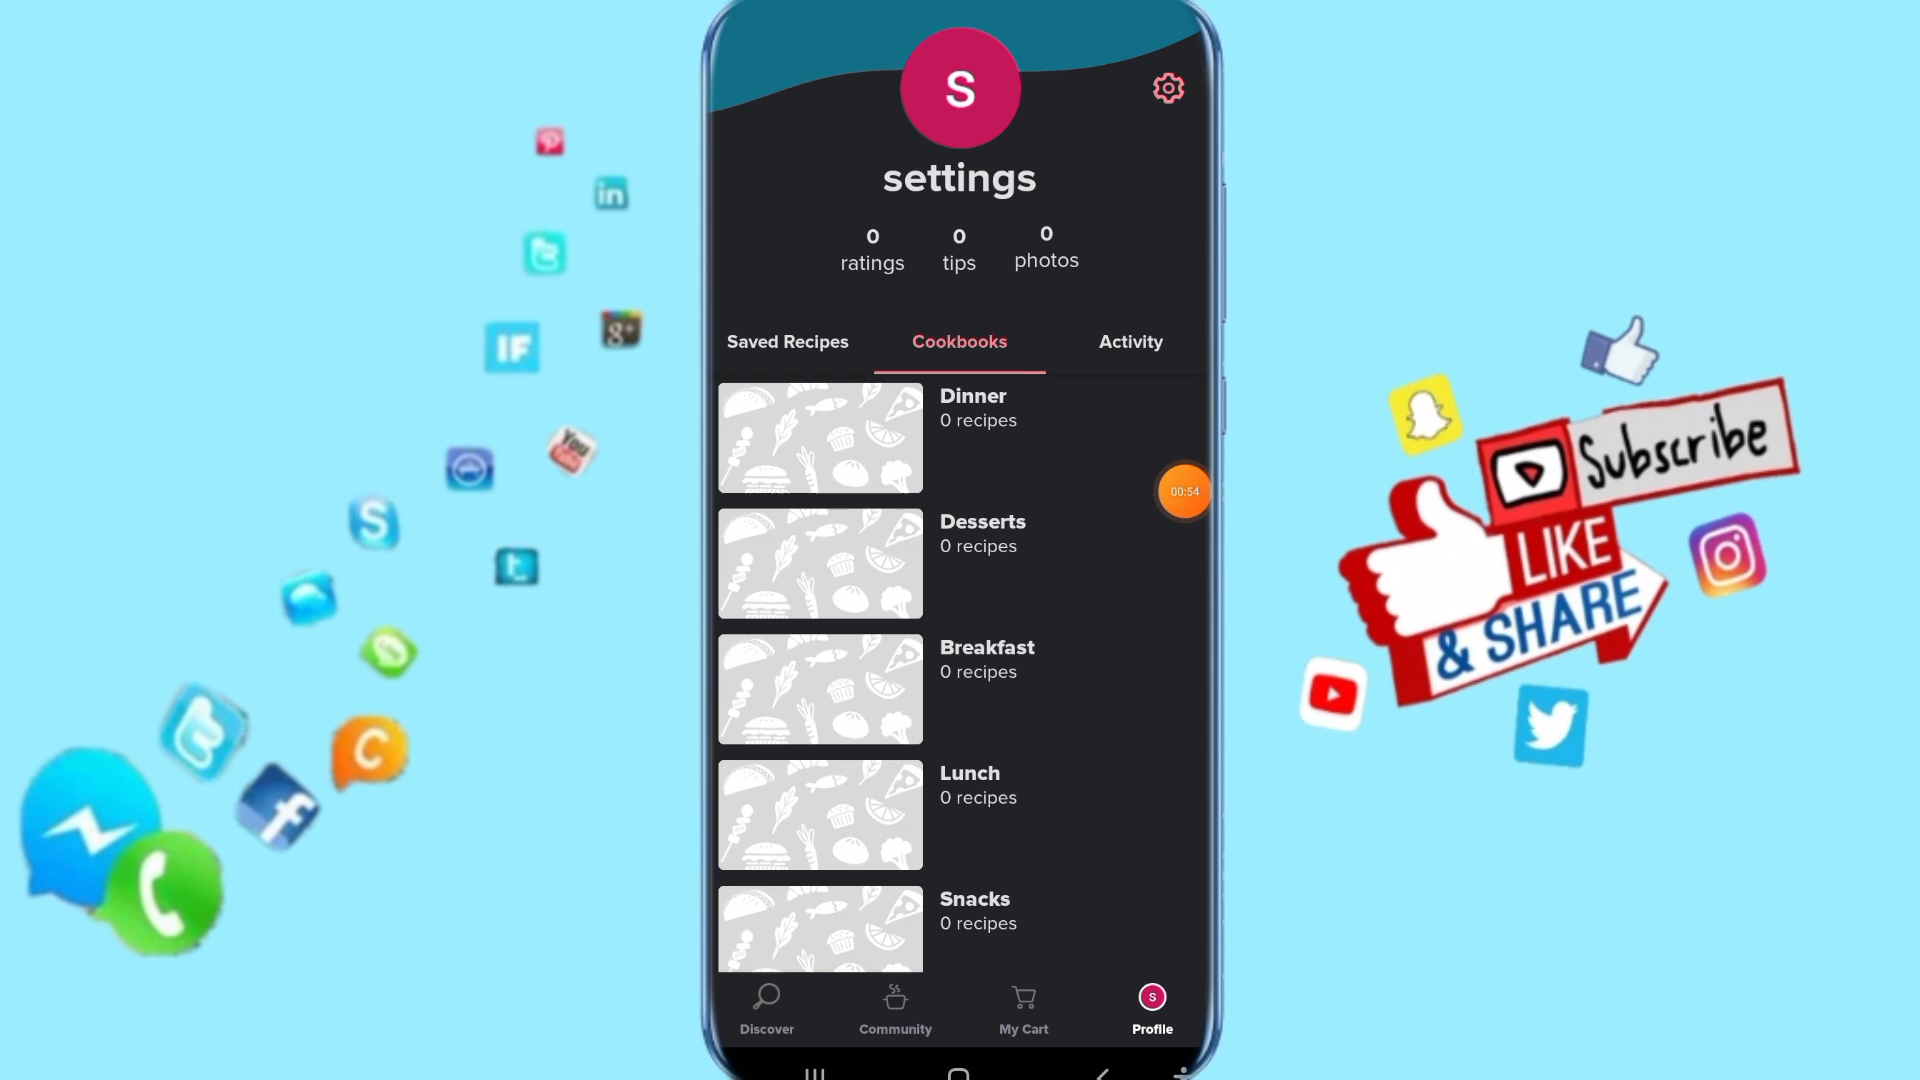 S
settings
0
ratings
0
tips
0
photos
Saved Recipes
Cookbooks
Activity
Dinner
0 recipes
Desserts
0 recipes
00:54
Breakfast
0 recipes
Lunch
0 recipes
Snacks
0 recipes
Discover
Community
My Cart
S
Profile
in
g+
IF
You
S
t
C
f
Subscribe
LIKE
& SHARE